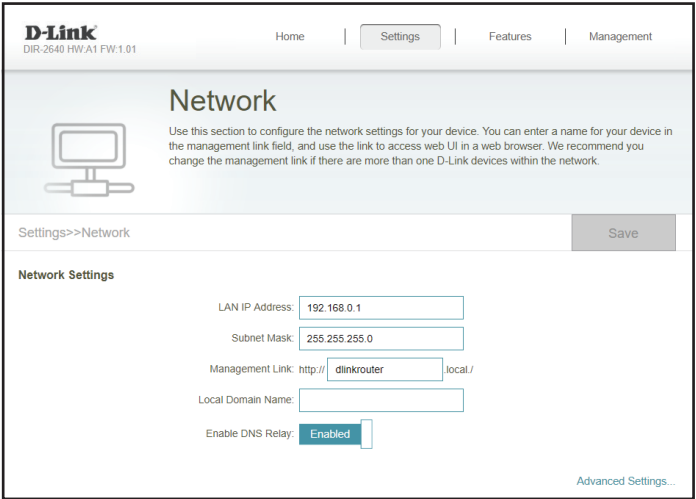 D-Link
DIR-2640 HW:A1 FW:1.01
Home
Settings
Features
Management
Network
Use this section to configure the network settings for your device. You can enter a name for your device in
the management link field, and use the link to access web UI in a web browser. We recommend you
change the management link if there are more than one D-Link devices within the network.
Settings>>Network
Save
Network Settings
LAN IP Address: 192.168.0.1
Subnet Mask: 255.255.255.0
Management Link: http:// dlinkrouter .local./
Local Domain Name:
Enable DNS Relay: Enabled
Advanced Settings...